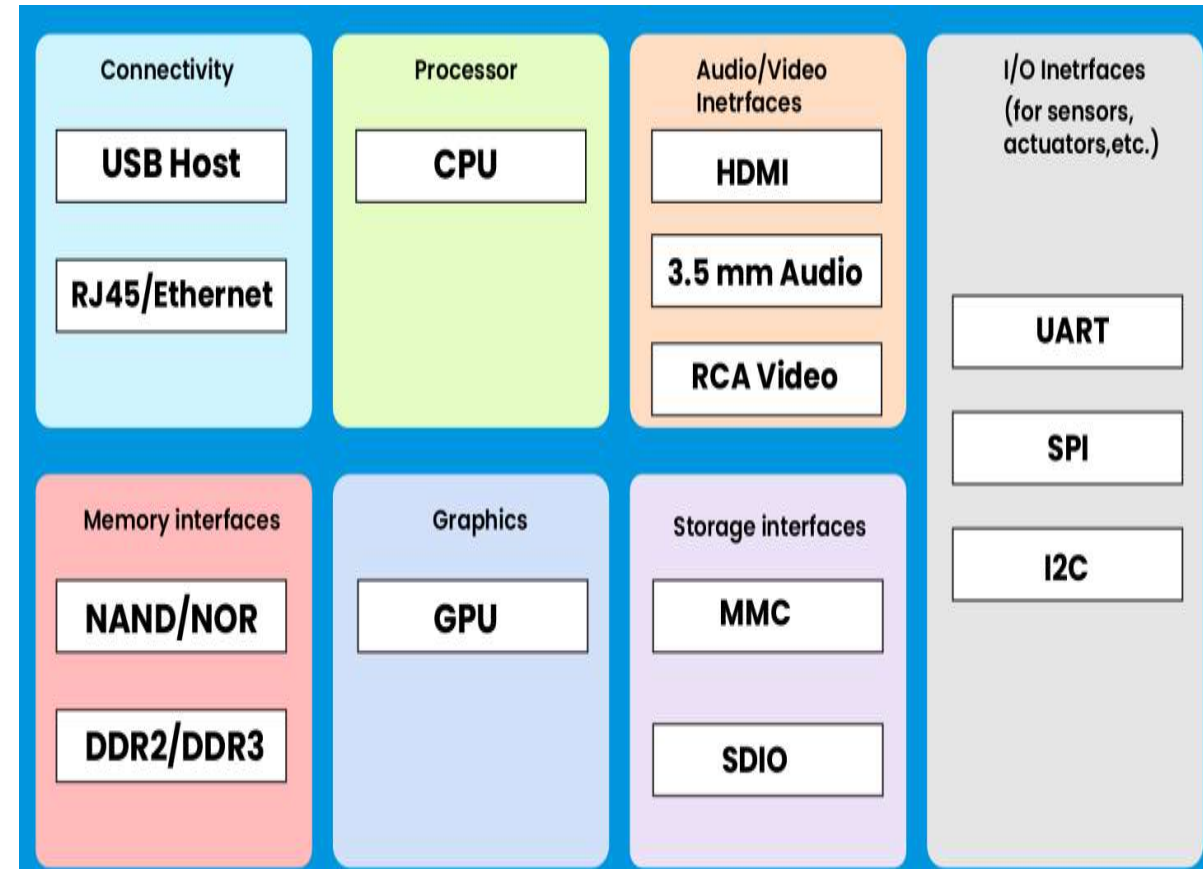 Connectivity
USB Host
RJ45/Ethernet
Processor
CPU
Audio/Video
Inetrfaces
HDMI
3.5 mm Audio
RCA Video
I/O Inetrfaces
(for sensors,
actuators,etc.)
UART
SPI
I2C
Memory interfaces
NAND/NOR
DDR2/DDR3
Graphics
GPU
Storage interfaces
MMC
SDIO